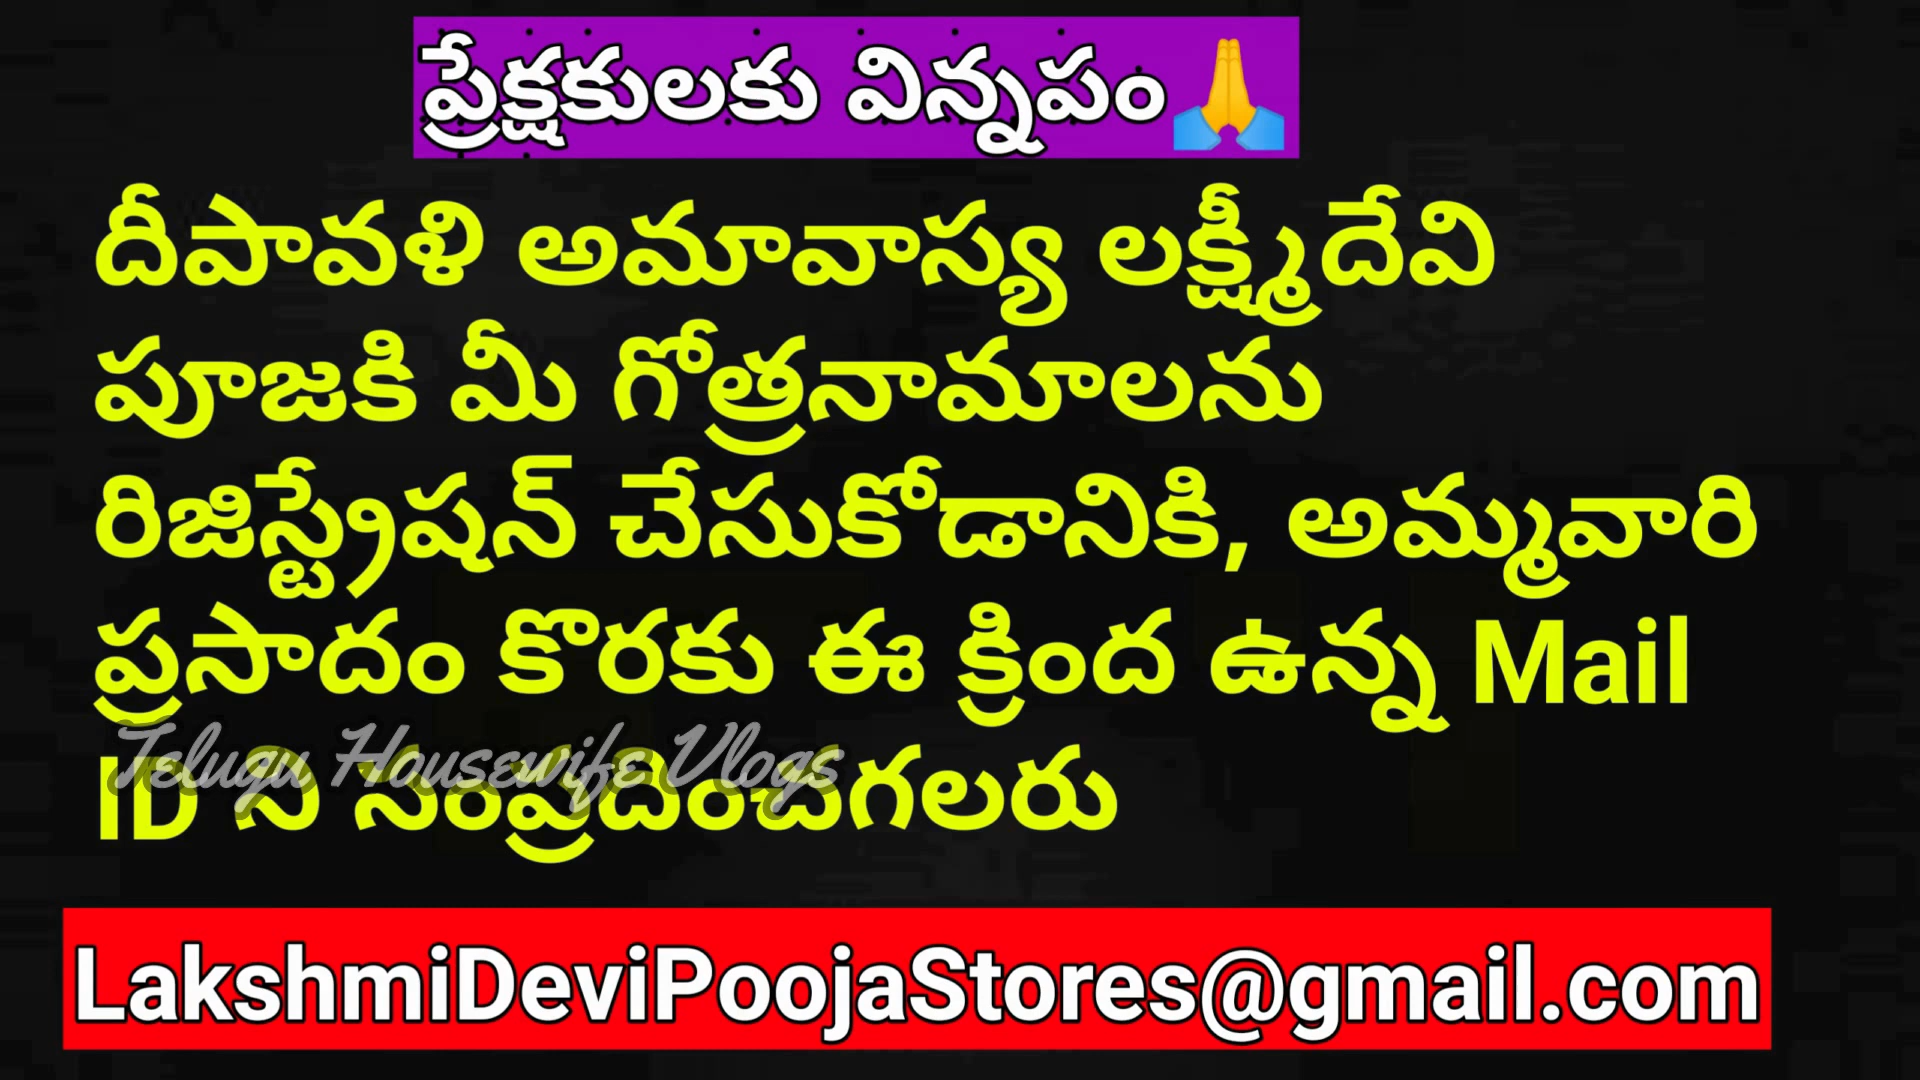 ప్రేక్షకులకు విన్నపం🙏
దీపావళి అమావాస్య లక్ష్మీదేవి
పూజకి మీ గోత్రనామాలను
రిజిస్ట్రేషన్ చేసుకోడానికి, అమ్మవారి
ప్రసాదం కొరకు ఈ క్రింద ఉన్న Mail
ID ని సంప్రదించగలరు
Telugu Housewife Vlogs
LakshmiDeviPoojaStores@gmail.com